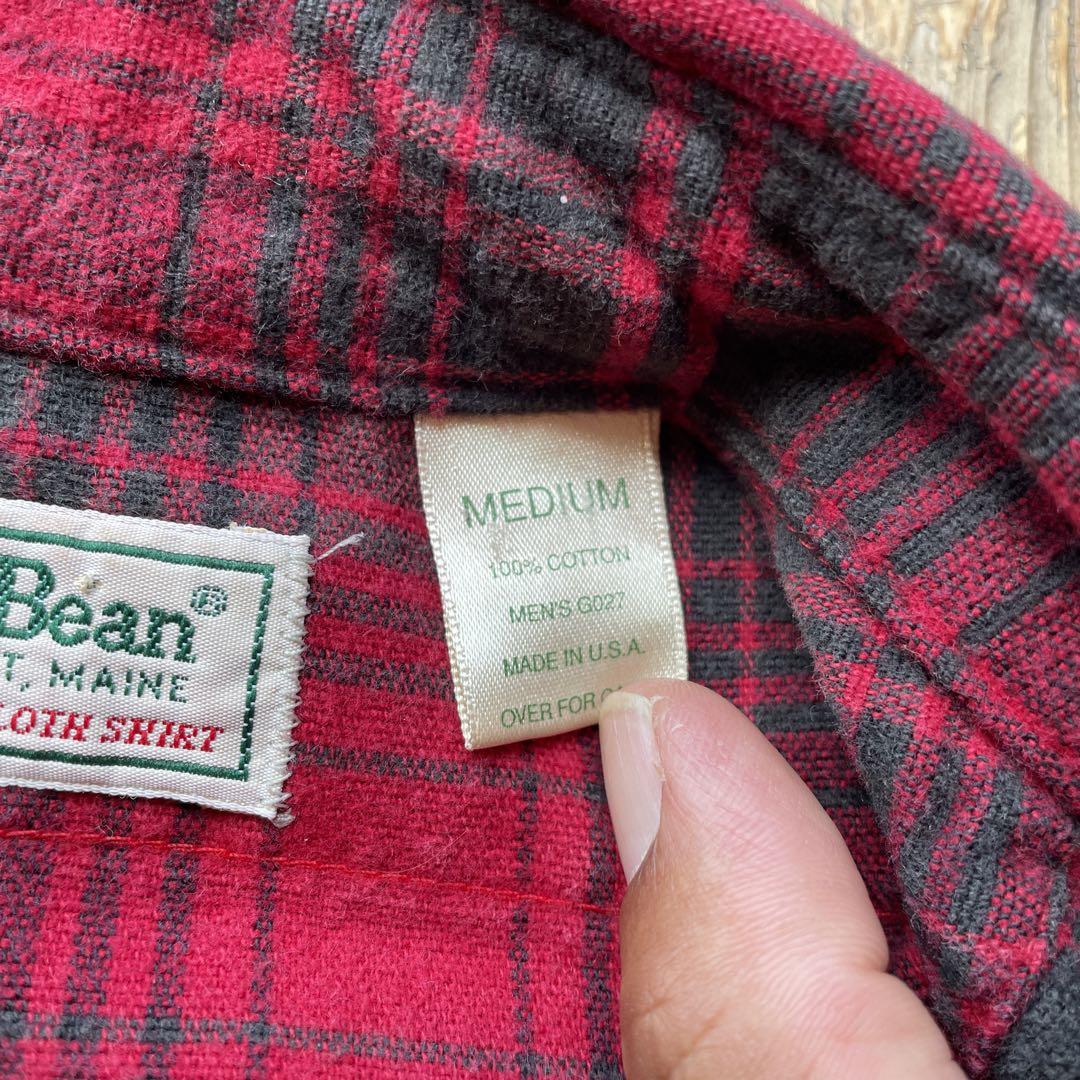 Bean®
T, MAINE
LOTH SHIRT
MEDIUM
100% COTTON
MEN'S G027
MADE IN U.S.A.
OVER FOR